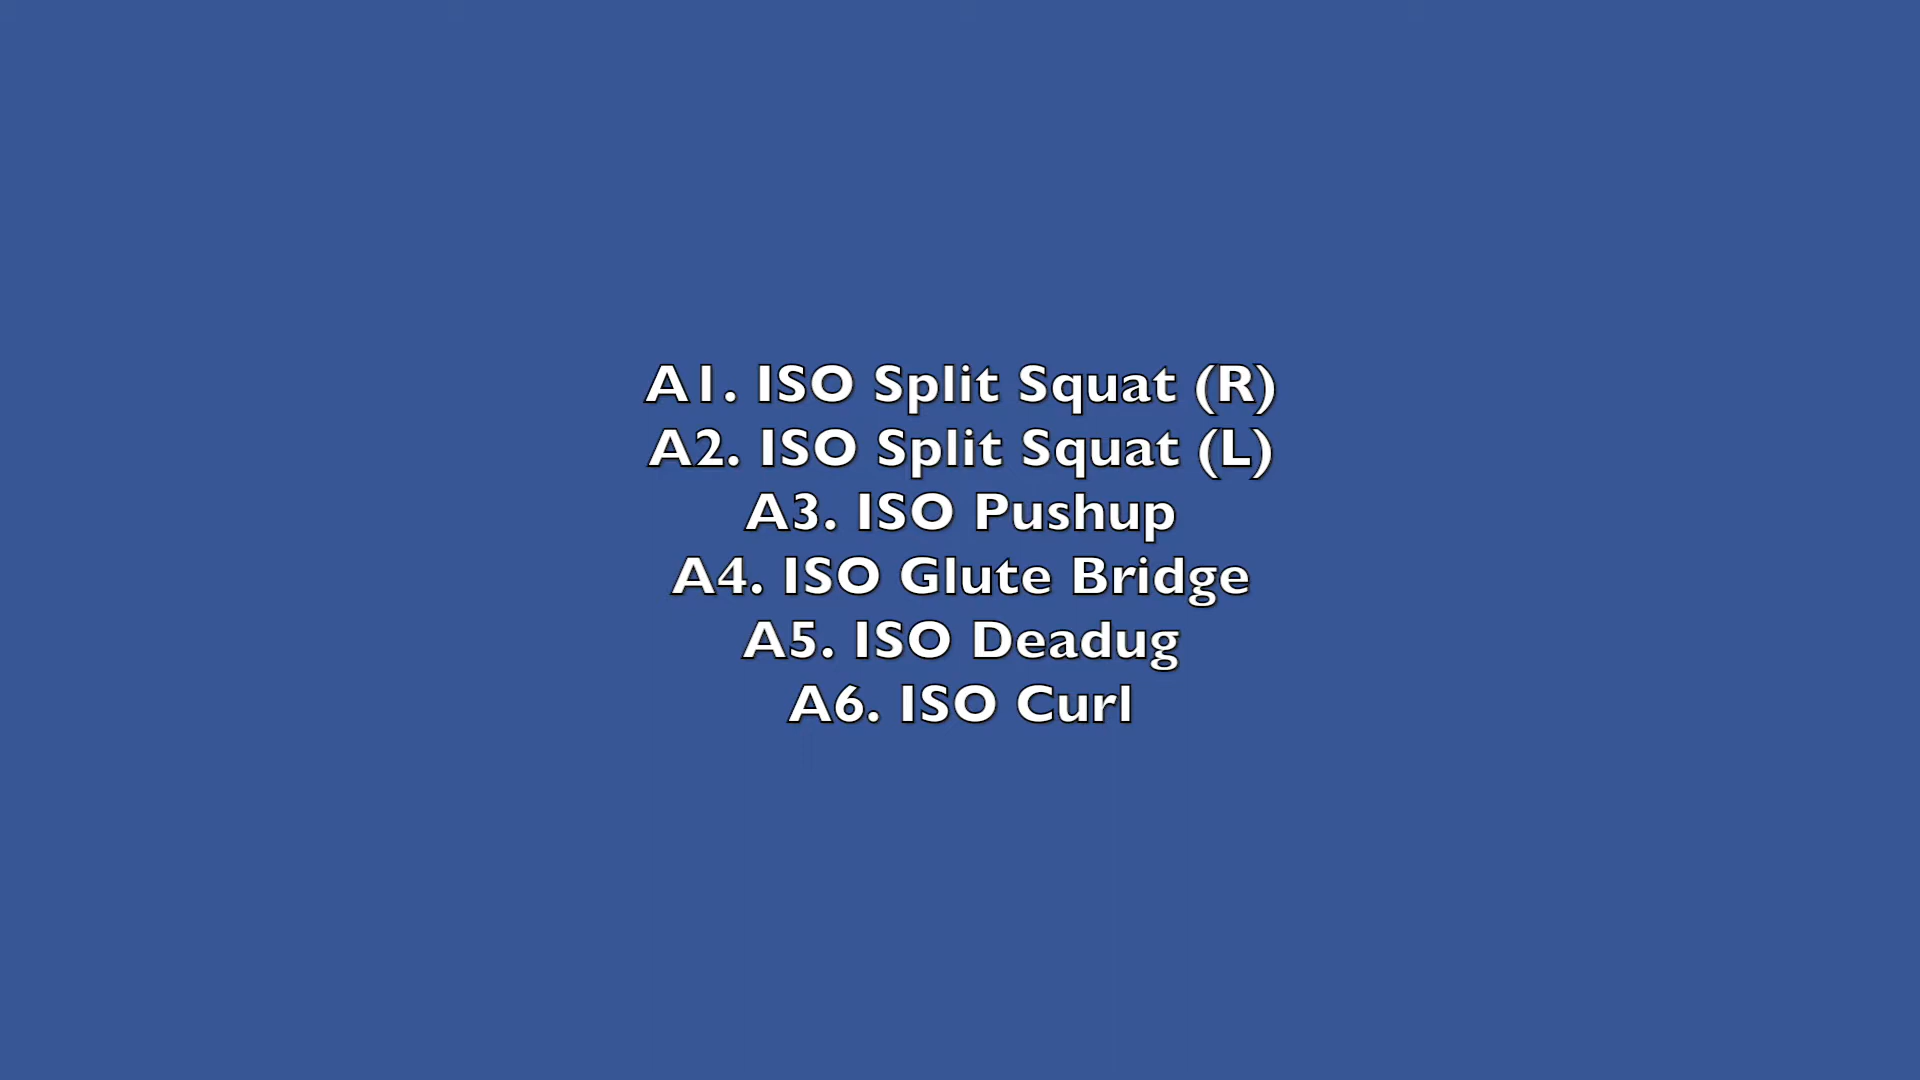 A1. ISO Split Squat (R)
A2. ISO Split Squat (L)
A3. ISO Pushup
A4. ISO Glute Bridge
A5. ISO Deadug
A6. ISO Curl